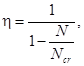 η = 1 / (1 − N / N_cr),